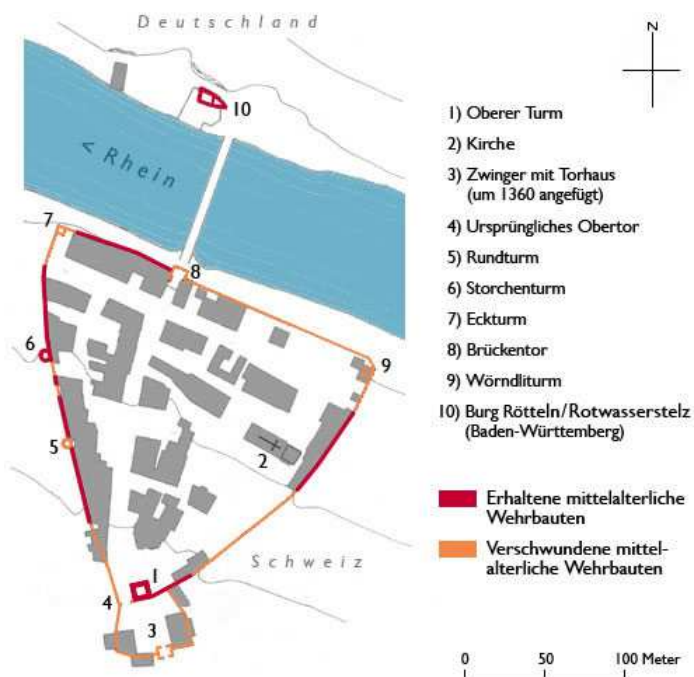 Deutschland
N
10
< Rhein
7
8
6
9
5
2
Schweiz
1
4
3
1) Oberer Turm
2) Kirche
3) Zwinger mit Torhaus
(um 1360 angefügt)
4) Ursprüngliches Obertor
5) Rundturm
6) Storchenturm
7) Eckturm
8) Brückentor
9) Wörndliturm
10) Burg Rötteln/Rotwasserstelz
(Baden-Württemberg)
Erhaltene mittelalterliche
Wehrbauten
Verschwundene mittel-
alterliche Wehrbauten
0 50 100 Meter